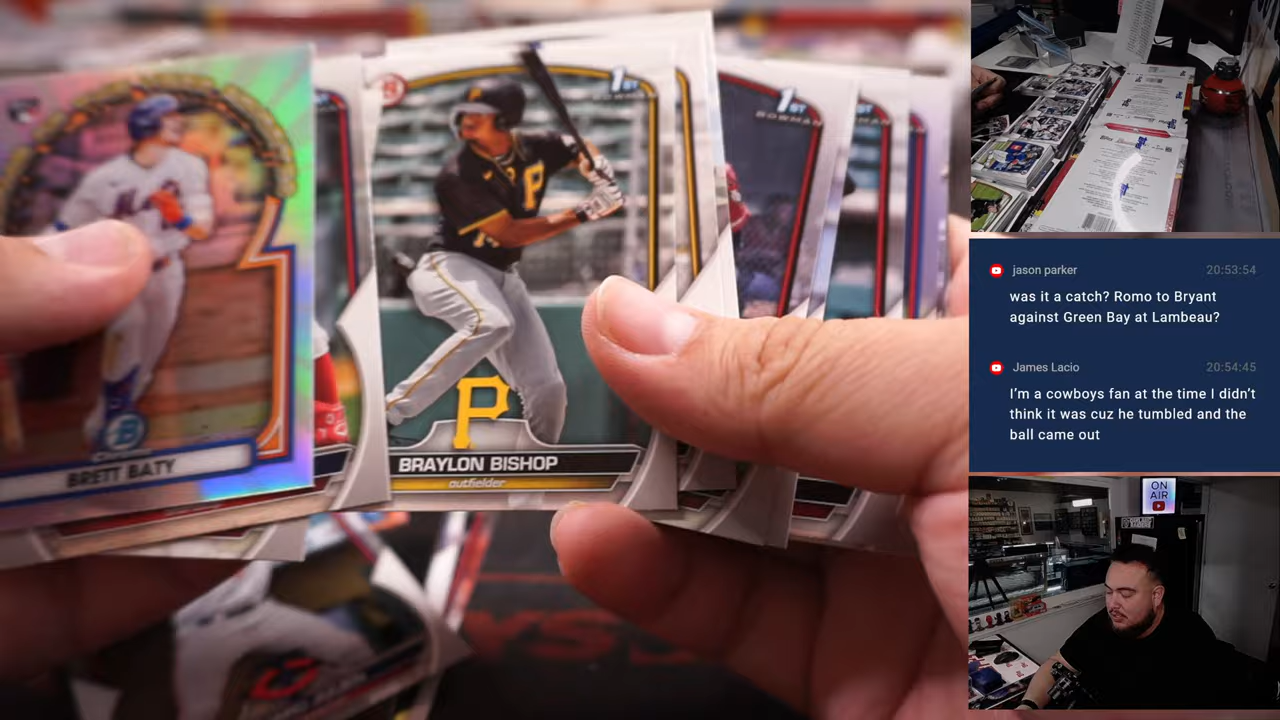 BRETT BATY
1ST
P
P
BRAYLON BISHOP
outfielder
1ST
BOWMAN
jason parker 20:53:54
was it a catch? Romo to Bryant
against Green Bay at Lambeau?
James Lacio 20:54:45
I'm a cowboys fan at the time I didn't
think it was cuz he tumbled and the
ball came out
ON
AIR